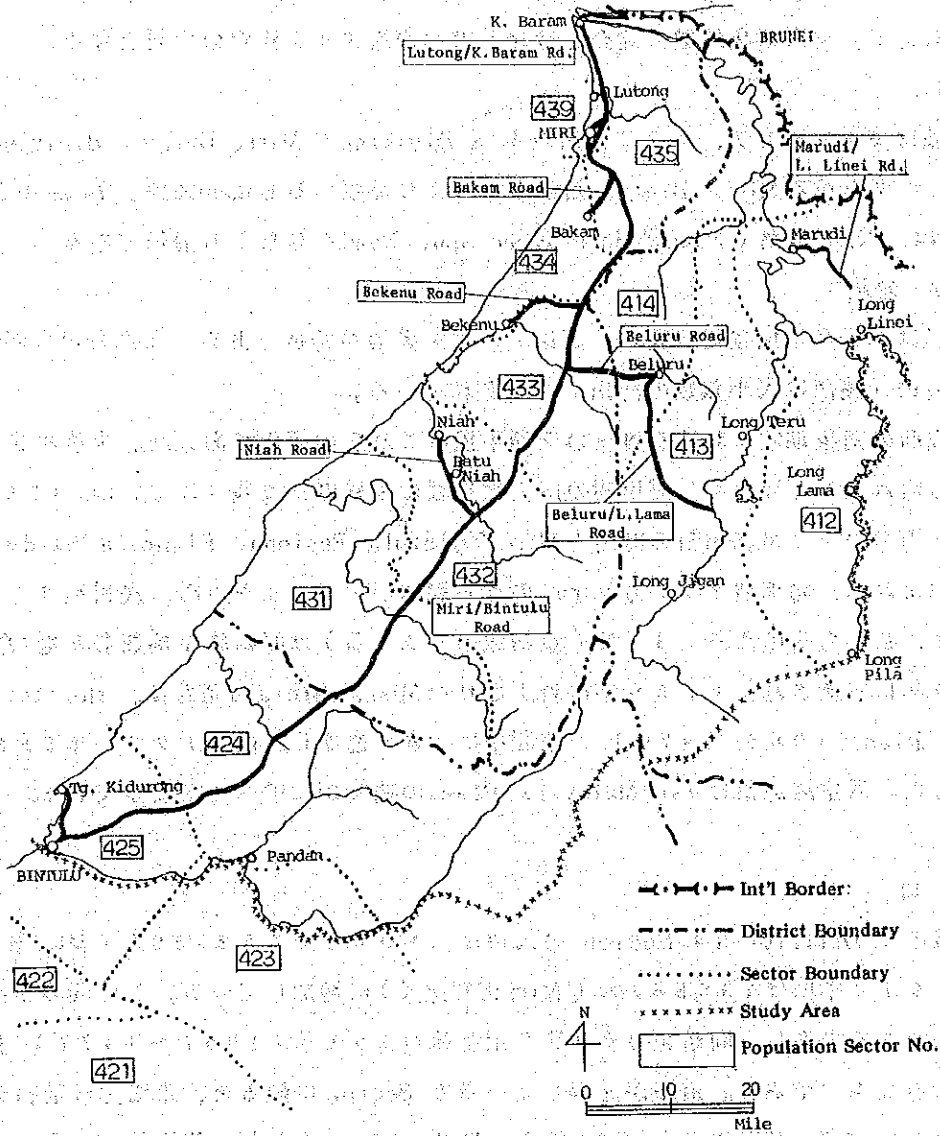 K. Baram
BRUNEI
Lutong/K.Baram Rd.
Lutong
439
MIRI
435
Marudi/
L. Linei Rd.
Bakam Road
Bakam
Marudi
434
Bekenu Road
414
Long
Linei
Bekenu
Beluru Road
Beluru
433
Niah
Long Teru
413
Niah Road
Batu
Niah
Long
Lama
Beluru/L.Lama
Road
412
432
Long Jigan
431
Miri/Bintulu
Road
Long
Pila
424
Tg. Kidurong
425
BINTULU
Pandan
Int'l Border:
District Boundary
423
422
Sector Boundary
Study Area
N
Population Sector No.
421
0 10 20
Mile